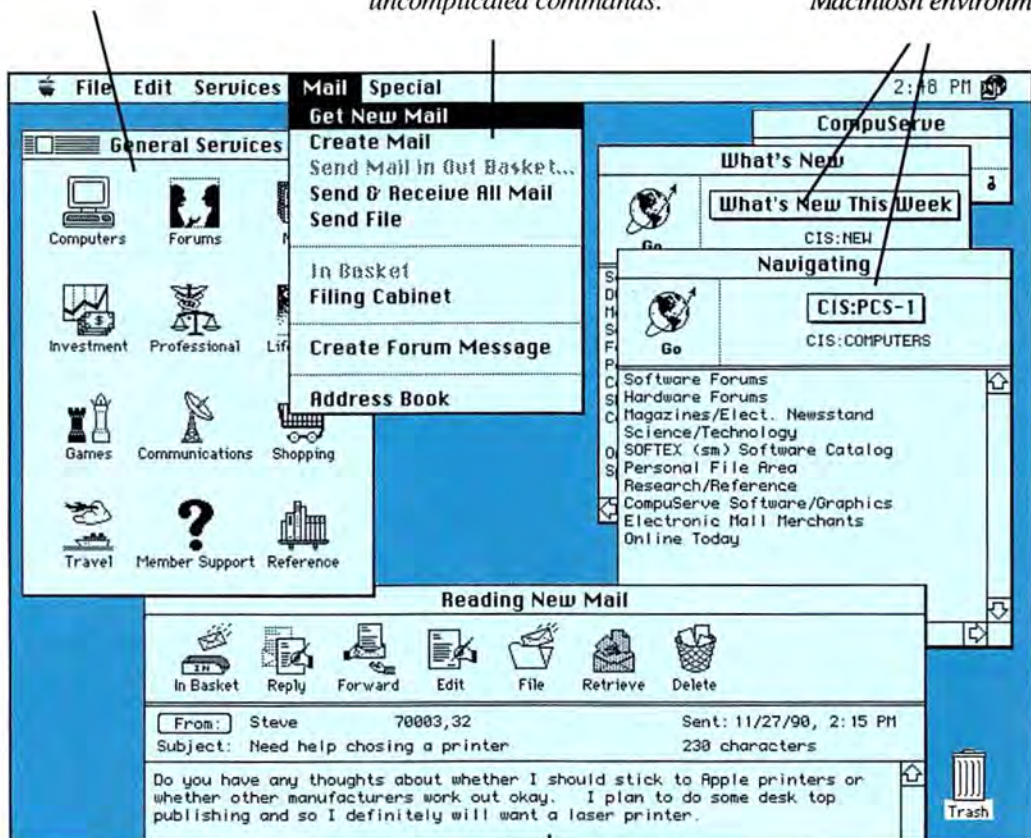 uncomplicated commands.
Macintosh environm
File Edit Services Mail Special 2:48 PM
General Services
Computers Forums
Investment Professional
Games Communications Shopping
Travel Member Support Reference
Get New Mail
Create Mail
Send Mail in Out Basket...
Send & Receive All Mail
Send File
In Basket
Filing Cabinet
Create Forum Message
Address Book
CompuServe
What's New
What's New This Week
Go
CIS:NEW
Navigating
CIS:PCS-1
Go
CIS:COMPUTERS
Software Forums
Hardware Forums
Magazines/Elect. Newsstand
Science/Technology
SOFTEX (sm) Software Catalog
Personal File Area
Research/Reference
CompuServe Software/Graphics
Electronic Mall Merchants
Online Today
Reading New Mail
IN
In Basket Reply Forward Edit File Retrieve Delete
From: Steve 70003,32 Sent: 11/27/90, 2:15 PM
Subject: Need help chosing a printer 230 characters
Do you have any thoughts about whether I should stick to Apple printers or
whether other manufacturers work out okay. I plan to do some desk top
publishing and so I definitely will want a laser printer.
Trash